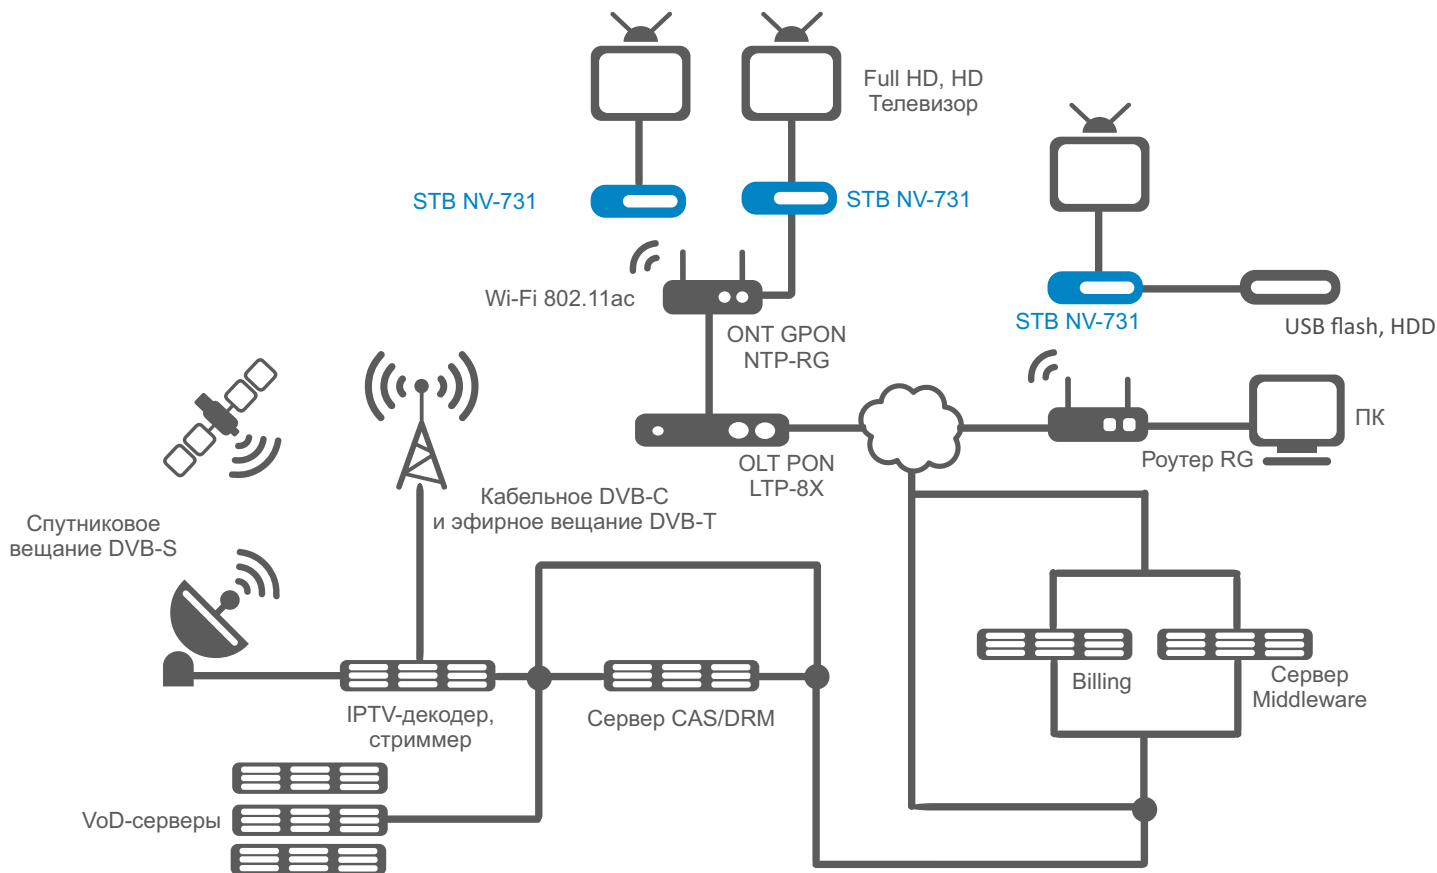 Full HD, HD
Телевизор
STB NV-731
STB NV-731
Wi-Fi 802.11ac
STB NV-731
USB flash, HDD
ONT GPON
NTP-RG
ПК
Роутер RG
OLT PON
LTP-8X
Кабельное DVB-C
и эфирное вещание DVB-T
Спутниковое
вещание DVB-S
Billing
Сервер
Middleware
IPTV-декодер,
стриммер
Сервер CAS/DRM
VoD-серверы